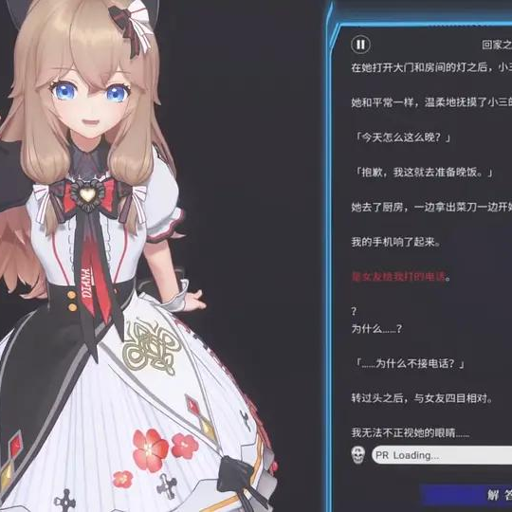 回家之
在她打开大门和房间的灯之后，小三
她和平常一样，温柔地抚摸了小三的
「今天怎么这么晚？」
「抱歉，我这就去准备晚饭。」
她去了厨房，一边拿出菜刀一边开始
我的手机响了起来。
是女友给我打的电话。
？
为什么……？
「……为什么不接电话？」
转过头之后，与女友四目相对。
我无法不正视她的眼睛……
PR Loading...
解 答
DIANA